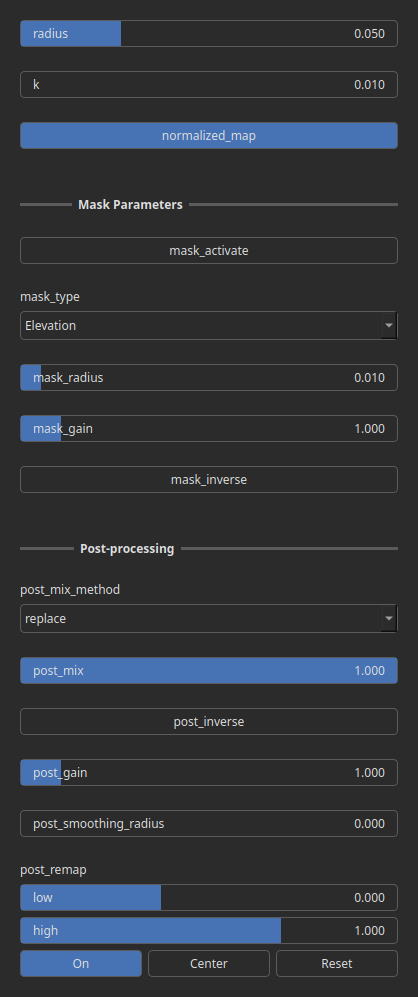 radius 0.050
k 0.010
normalized_map
Mask Parameters
mask_activate
mask_type
Elevation
mask_radius 0.010
mask_gain 1.000
mask_inverse
Post-processing
post_mix_method
replace
post_mix 1.000
post_inverse
post_gain 1.000
post_smoothing_radius 0.000
post_remap
low 0.000
high 1.000
On Center Reset